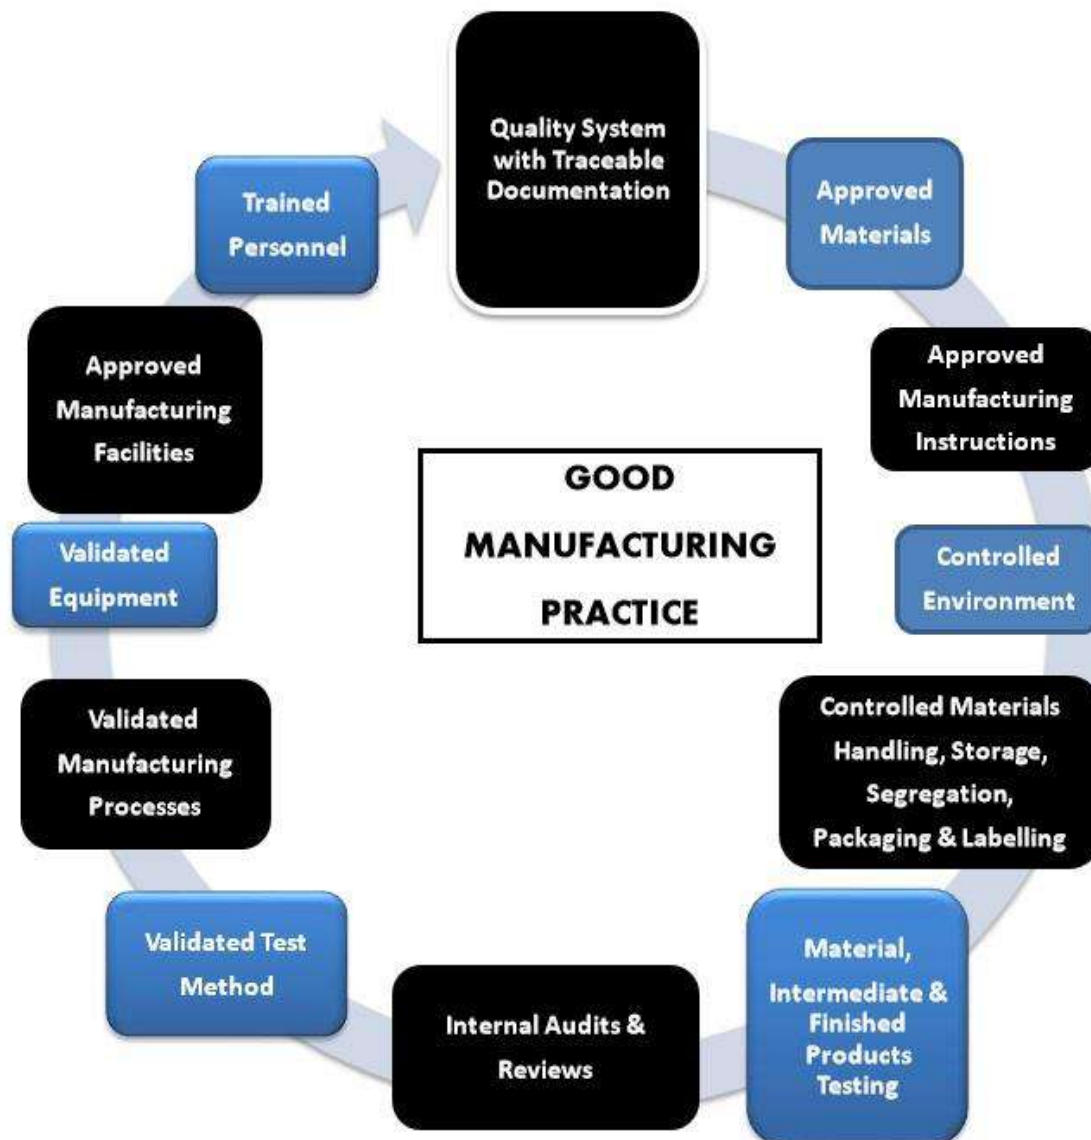 Quality System
with Traceable
Documentation
Approved
Materials
Approved
Manufacturing
Instructions
Controlled
Environment
Controlled Materials
Handling, Storage,
Segregation,
Packaging & Labelling
Material,
Intermediate &
Finished
Products
Testing
Internal Audits &
Reviews
Validated Test
Method
Validated
Manufacturing
Processes
Validated
Equipment
Approved
Manufacturing
Facilities
Trained
Personnel
GOOD
MANUFACTURING
PRACTICE